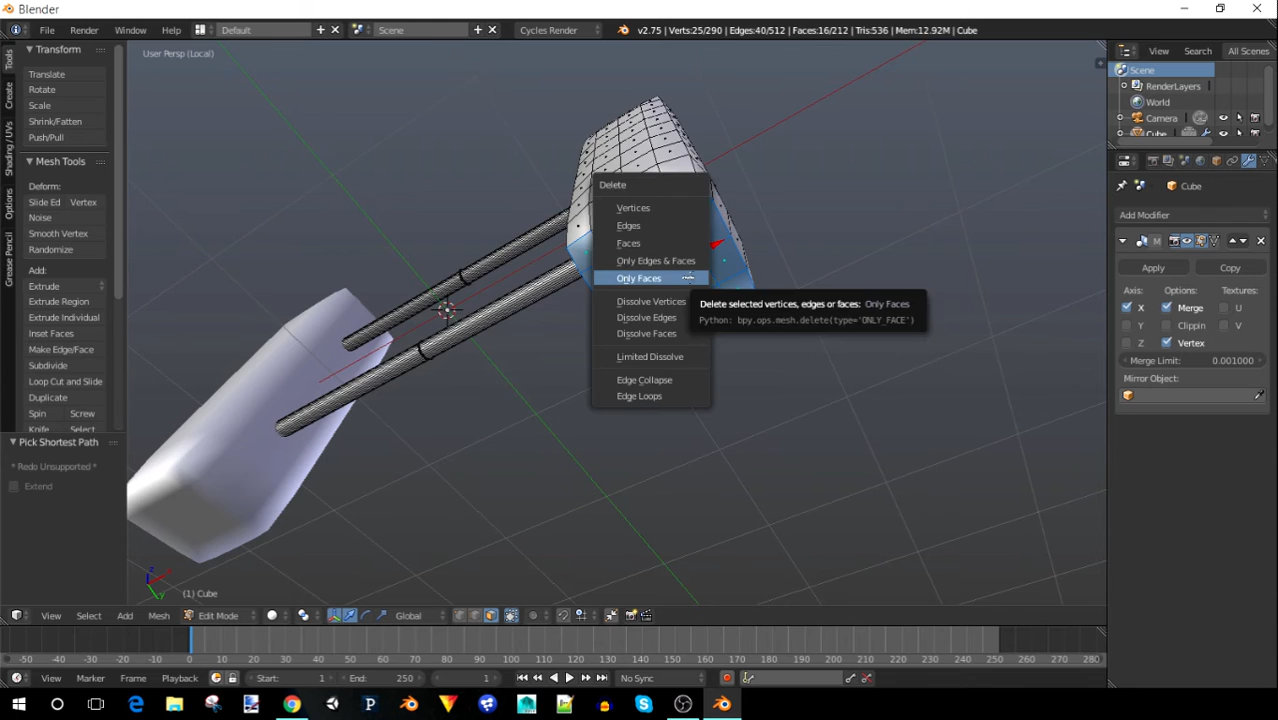 Blender
File Render Window Help Default Scene Cycles Render v2.75 | Verts:25/290 | Edges:40/512 | Faces:16/212 | Tris:536 | Mem:12.92M | Cube
User Persp (Local)
View Search All Scenes
Scene
RenderLayers
World
Camera
Cube
Cube
Add Modifier
M
Apply Copy
Axis: Options: Textures:
X Merge U
Y Clippin V
Z Vertex
Merge Limit: 0.001000
Mirror Object:
Tools
Create
Shading / UVs
Options
Grease Pencil
Transform
Translate
Rotate
Scale
Shrink/Fatten
Push/Pull
Mesh Tools
Deform:
Slide Ed Vertex
Noise
Smooth Vertex
Randomize
Add:
Extrude
Extrude Region
Extrude Individual
Inset Faces
Make Edge/Face
Subdivide
Loop Cut and Slide
Duplicate
Spin Screw
Knife Select
Pick Shortest Path
* Redo Unsupported *
Extend
Delete
Vertices
Edges
Faces
Only Edges & Faces
Only Faces
Dissolve Vertices
Dissolve Edges
Dissolve Faces
Limited Dissolve
Edge Collapse
Edge Loops
Delete selected vertices, edges or faces: Only Faces
Python: bpy.ops.mesh.delete(type='ONLY_FACE')
z
y
(1) Cube
View Select Add Mesh Edit Mode Global
-50 -40 -30 -20 -10 0 10 20 30 40 50 60 70 80 90 100 110 120 130 140 150 160 170 180 190 200 210 220 230 240 250 260 270 280
View Marker Frame Playback Start: 1 End: 250 1 No Sync